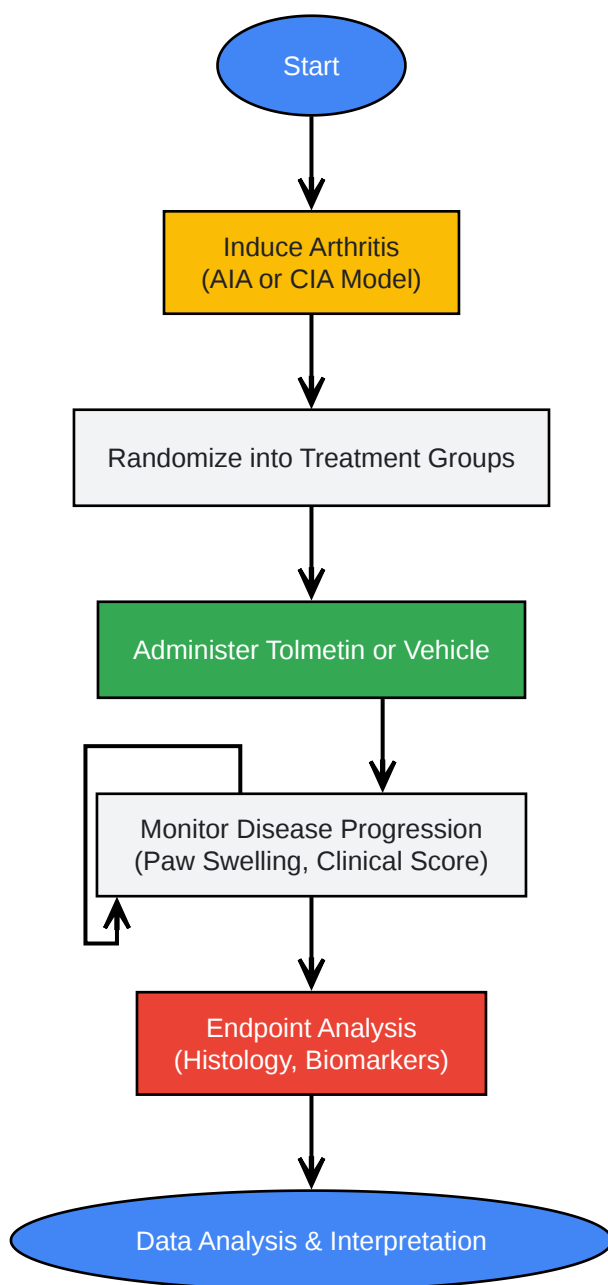 Start
Induce Arthritis
(AIA or CIA Model)
Randomize into Treatment Groups
Administer Tolmetin or Vehicle
Monitor Disease Progression
(Paw Swelling, Clinical Score)
Endpoint Analysis
(Histology, Biomarkers)
Data Analysis & Interpretation